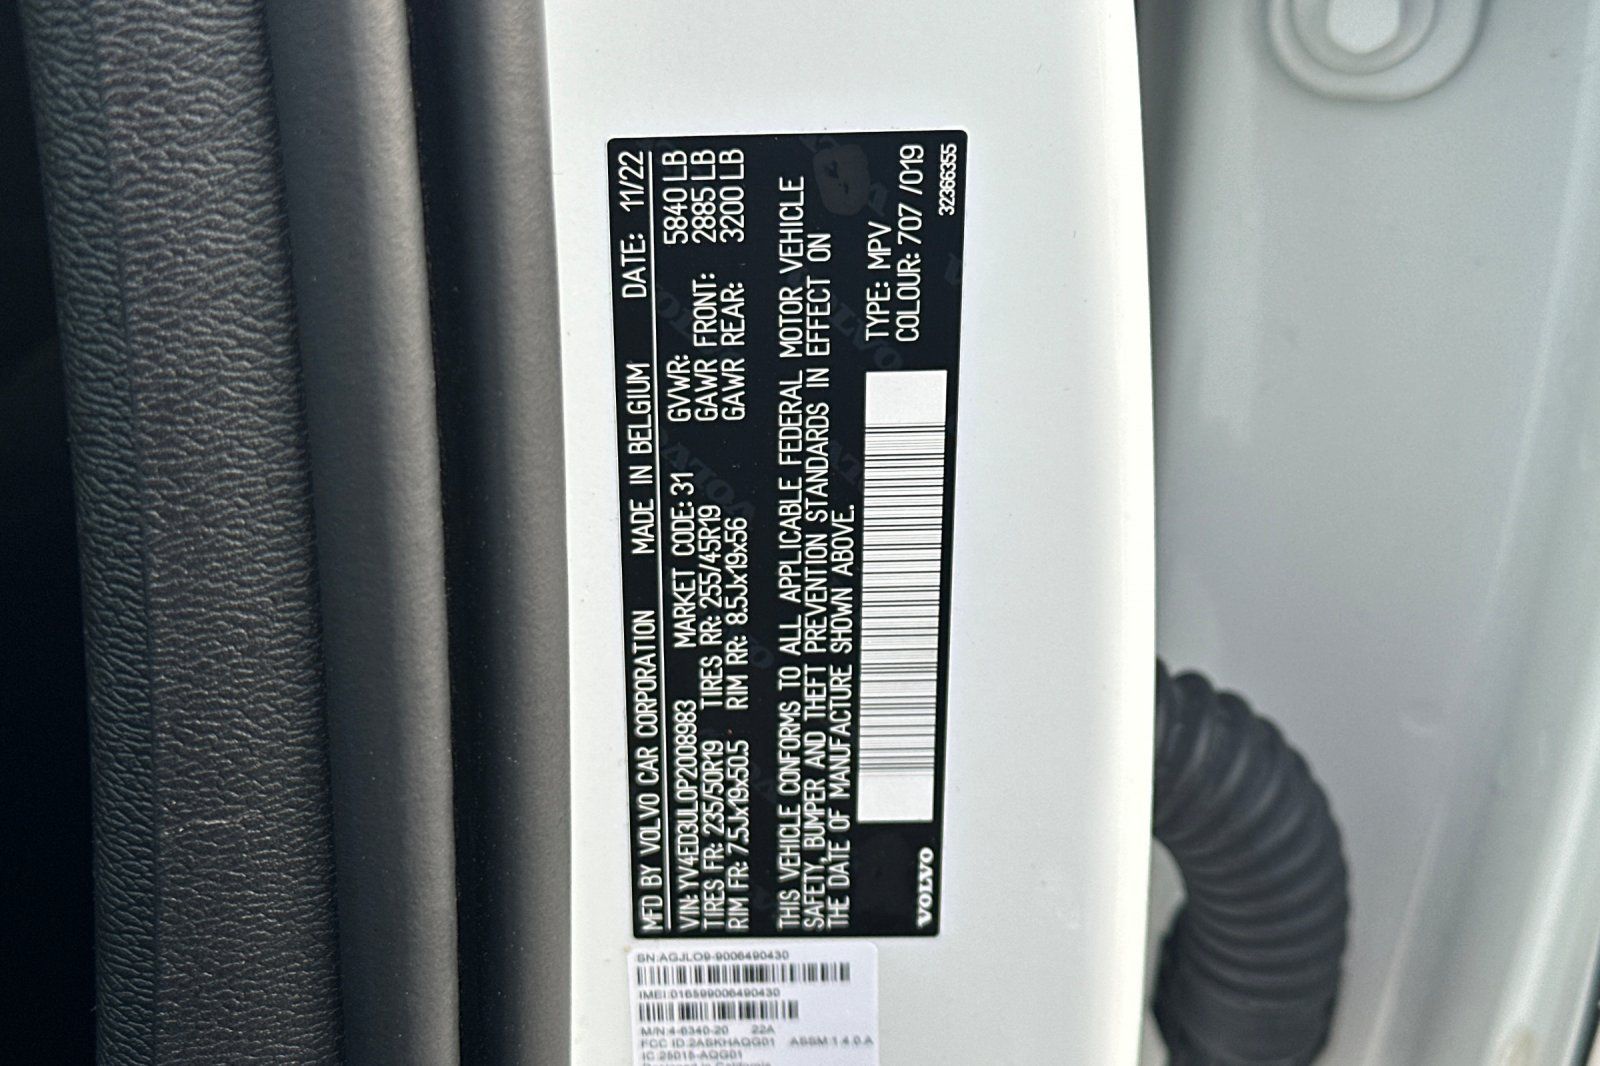 MFD BY VOLVO CAR CORPORATION MADE IN BELGIUM DATE: 11/22
VIN: YV4ED3UL0P2008983 MARKET CODE: 31 GVWR: 5840 LB
TIRES FR: 235/50R19 TIRES RR: 255/45R19 GAWR FRONT: 2885 LB
RIM FR: 7.5Jx19x50.5 RIM RR: 8.5Jx19x56 GAWR REAR: 3200 LB
THIS VEHICLE CONFORMS TO ALL APPLICABLE FEDERAL MOTOR VEHICLE
SAFETY, BUMPER AND THEFT PREVENTION STANDARDS IN EFFECT ON
THE DATE OF MANUFACTURE SHOWN ABOVE.
TYPE: MPV
COLOUR: 707 /019
VOLVO
32366355
SN:AGJLO9-9006490430
IMEI:016599006490430
M/N:4-6340-20 22A
FCC ID:2ASKHAQG01 ASSM:1.4.0.A
IC:25015-AQG01
Designed in California